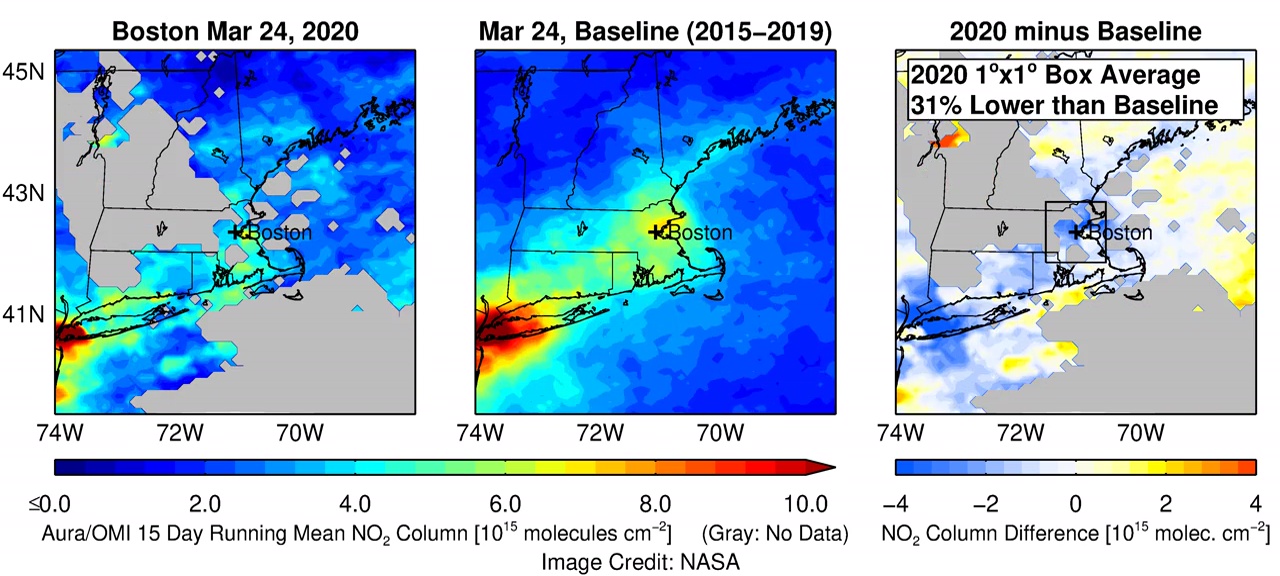 Boston Mar 24, 2020
Mar 24, Baseline (2015−2019)
2020 minus Baseline
2020 1°x1° Box Average
31% Lower than Baseline
45N
43N
41N
Boston
Boston
Boston
74W 72W 70W
74W 72W 70W
74W 72W 70W
≤0.0 2.0 4.0 6.0 8.0 10.0
−4 −2 0 2 4
Aura/OMI 15 Day Running Mean NO₂ Column [10¹⁵ molecules cm⁻²] (Gray: No Data)
NO₂ Column Difference [10¹⁵ molec. cm⁻²]
Image Credit: NASA